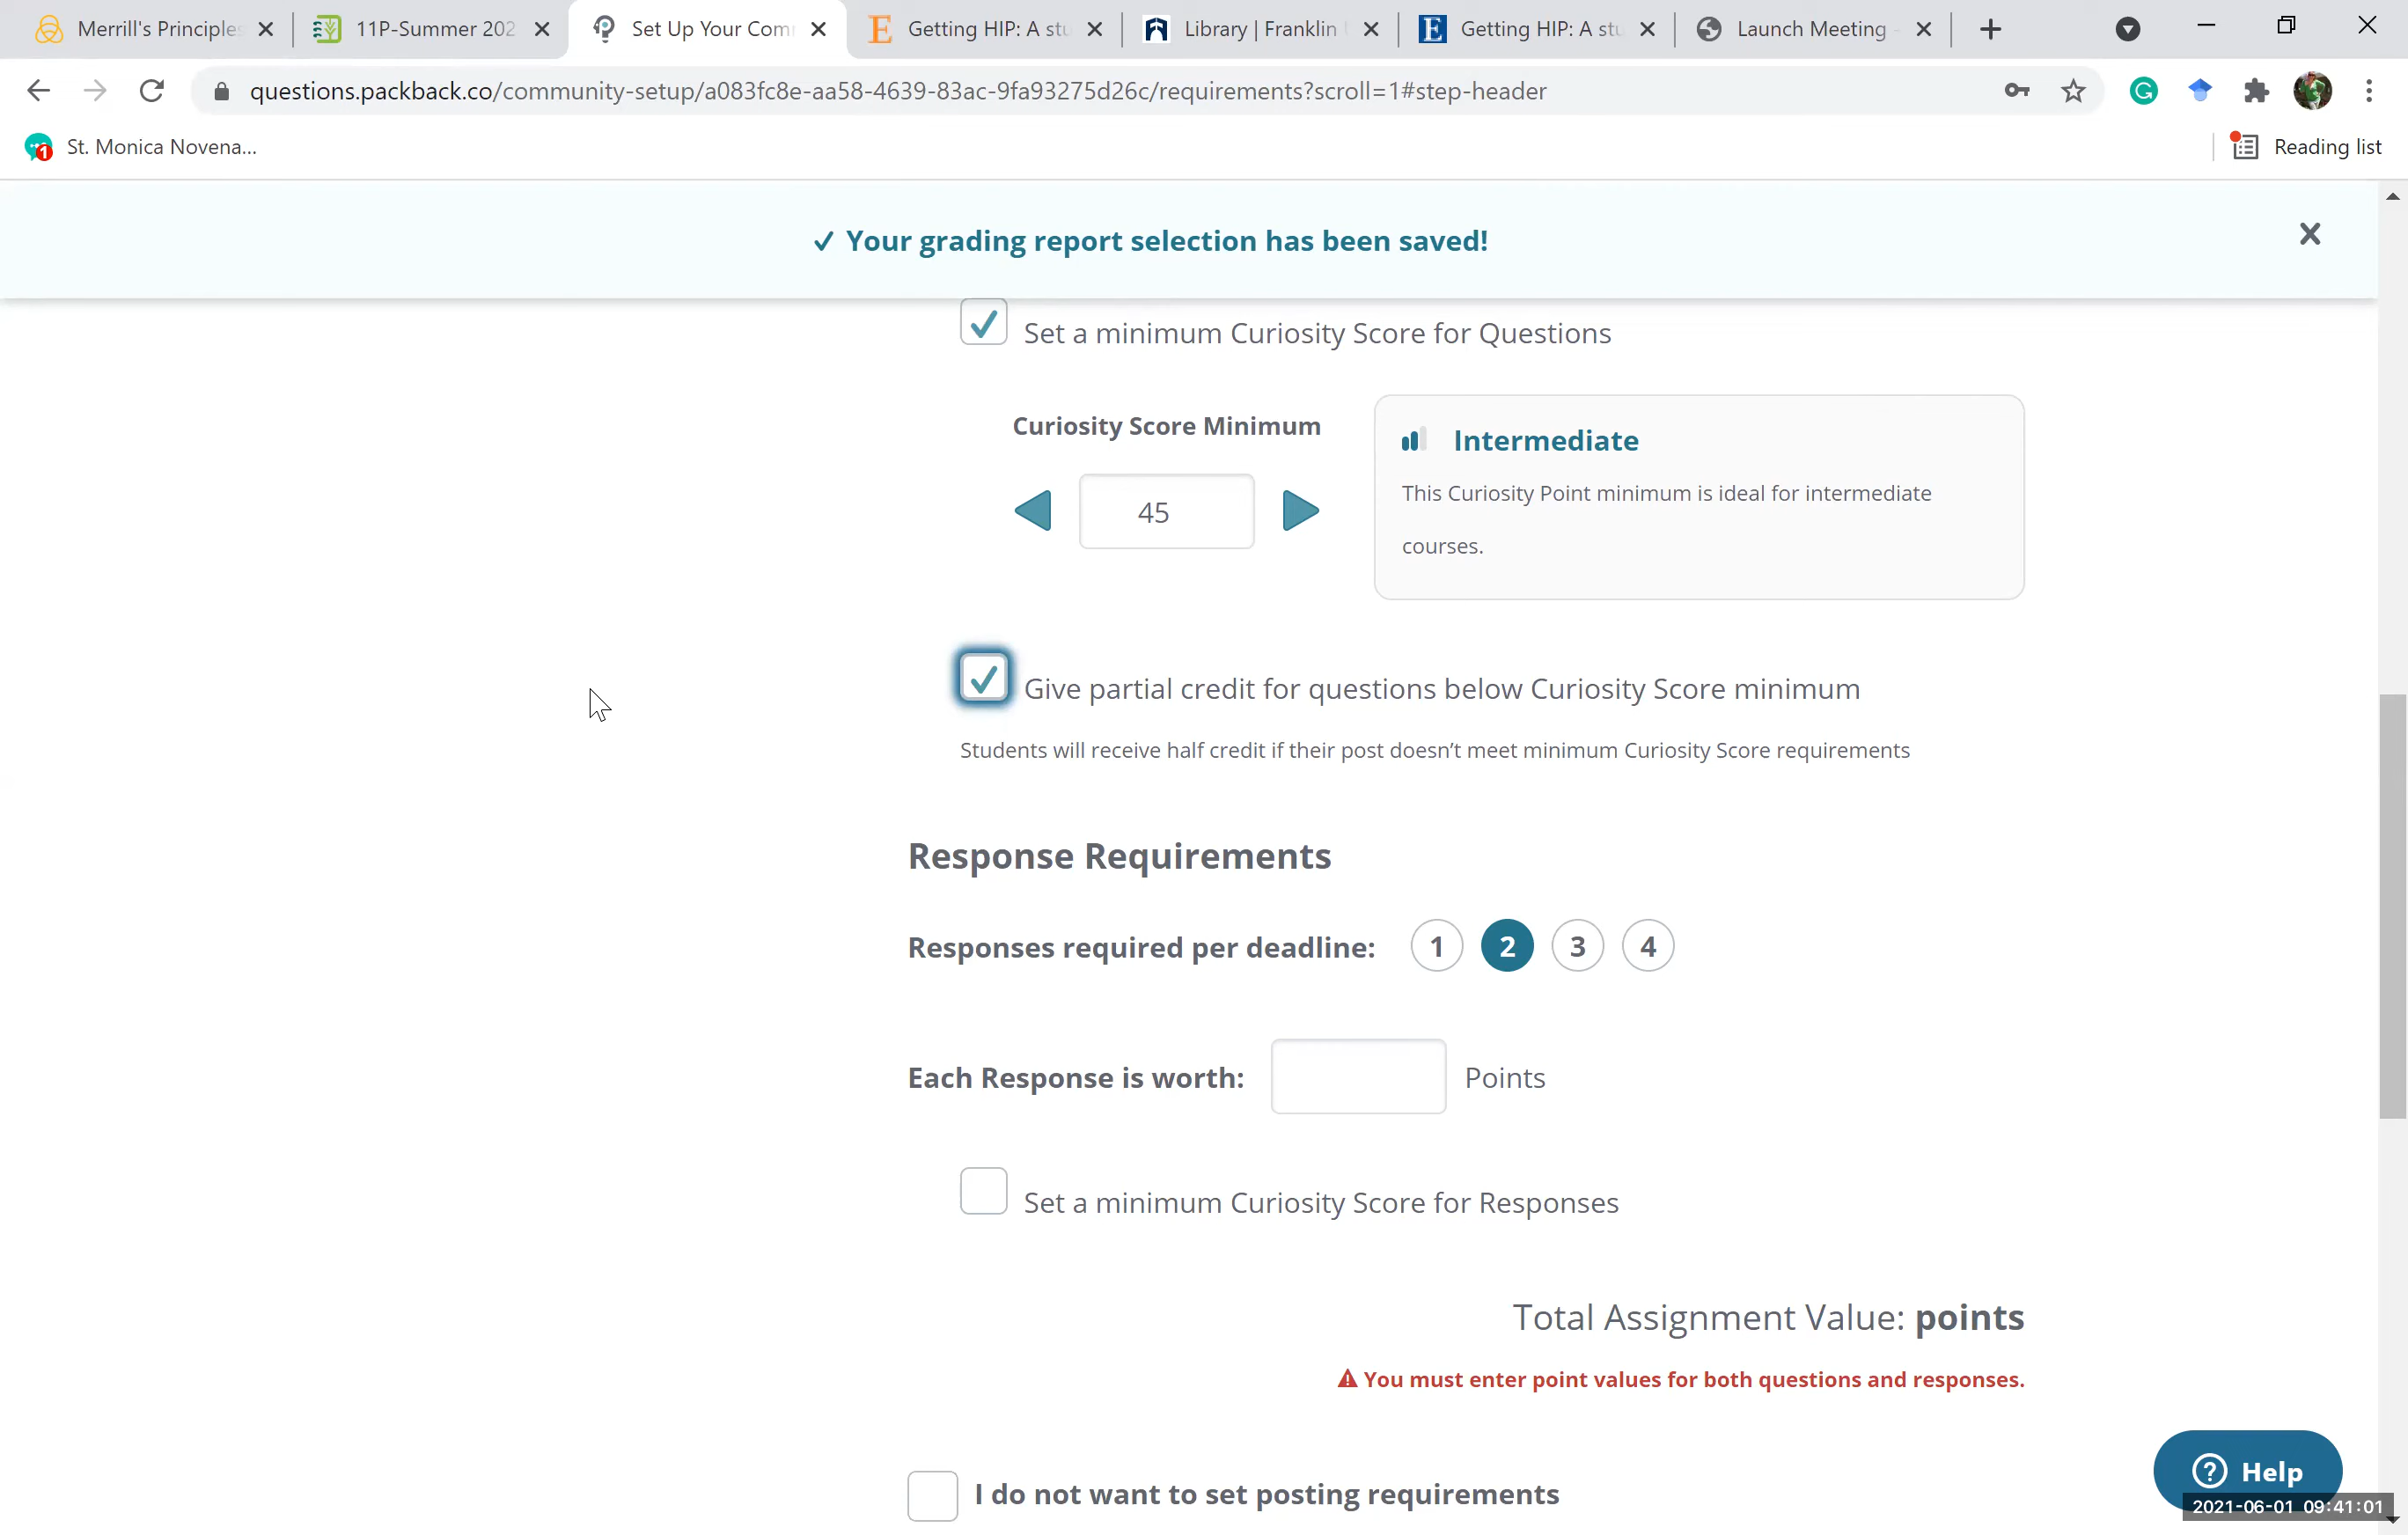 Merrill's Principles
11P-Summer 202
Set Up Your Com
Getting HIP: A stu
Library | Franklin
Getting HIP: A stu
Launch Meeting -
questions.packback.co/community-setup/a083fc8e-aa58-4639-83ac-9fa93275d26c/requirements?scroll=1#step-header
1
St. Monica Novena...
Reading list
✓ Your grading report selection has been saved!
Set a minimum Curiosity Score for Questions
Curiosity Score Minimum
45
Intermediate
This Curiosity Point minimum is ideal for intermediate
courses.
Give partial credit for questions below Curiosity Score minimum
Students will receive half credit if their post doesn’t meet minimum Curiosity Score requirements
Response Requirements
Responses required per deadline: 1 2 3 4
Each Response is worth: Points
Set a minimum Curiosity Score for Responses
Total Assignment Value: points
You must enter point values for both questions and responses.
I do not want to set posting requirements
? Help
2021-06-01 09:41:01